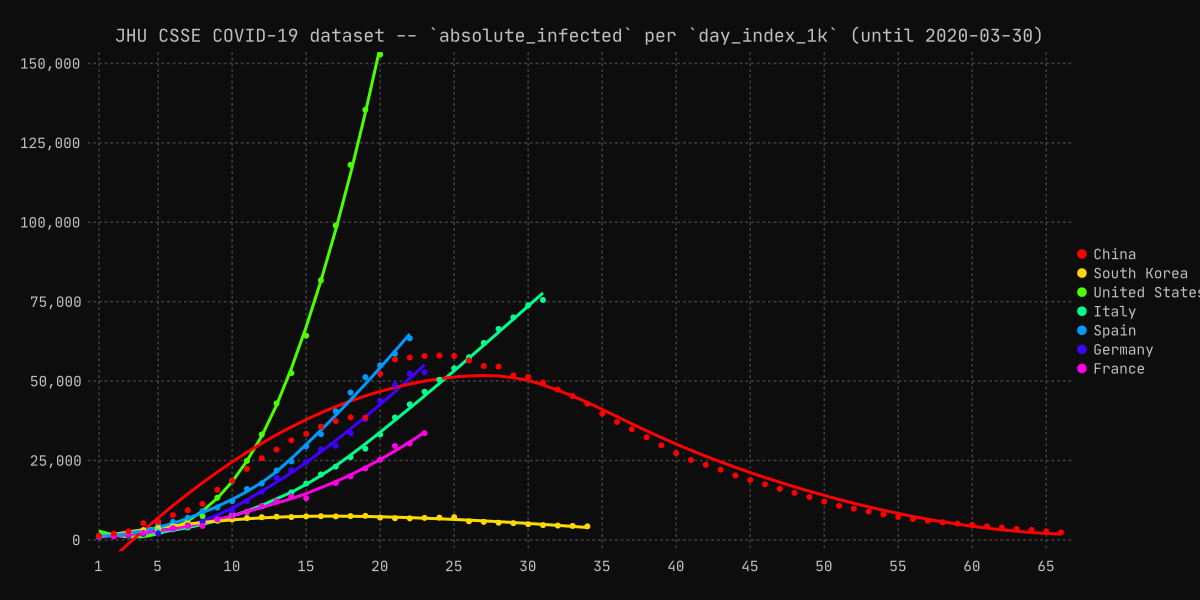 JHU CSSE COVID-19 dataset -- `absolute_infected` per `day_index_1k` (until 2020-03-30)
150,000
125,000
100,000
75,000
50,000
25,000
0
1 5 10 15 20 25 30 35 40 45 50 55 60 65
China
South Korea
United States
Italy
Spain
Germany
France